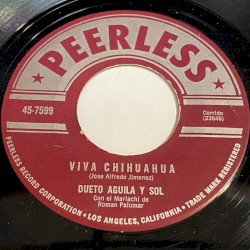 PEERLESS
45-7599
Corrido
(23646)
VIVA CHIHUAHUA
(Jose Alfredo Jimenez)
DUETO AGUILA Y SOL
Con el Mariachi de
Roman Palomar
PEERLESS RECORD CORPORATION • LOS ANGELES, CALIFORNIA • TRADE MARK REGISTERED